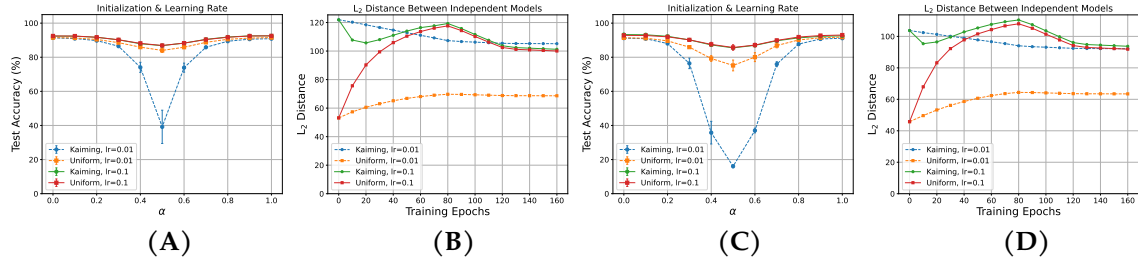 Initialization & Learning Rate
Test Accuracy (%)
100
80
60
40
20
0
Kaiming, lr=0.01
Uniform, lr=0.01
Kaiming, lr=0.1
Uniform, lr=0.1
0.0 0.2 0.4 0.6 0.8 1.0
α
(A)
L2 Distance Between Independent Models
L2 Distance
120
100
80
60
40
20
0
Kaiming, lr=0.01
Uniform, lr=0.01
Kaiming, lr=0.1
Uniform, lr=0.1
0 20 40 60 80 100 120 140 160
Training Epochs
(B)
Initialization & Learning Rate
Test Accuracy (%)
100
80
60
40
20
0
Kaiming, lr=0.01
Uniform, lr=0.01
Kaiming, lr=0.1
Uniform, lr=0.1
0.0 0.2 0.4 0.6 0.8 1.0
α
(C)
L2 Distance Between Independent Models
L2 Distance
100
80
60
40
20
0
Kaiming, lr=0.01
Uniform, lr=0.01
Kaiming, lr=0.1
Uniform, lr=0.1
0 20 40 60 80 100 120 140 160
Training Epochs
(D)